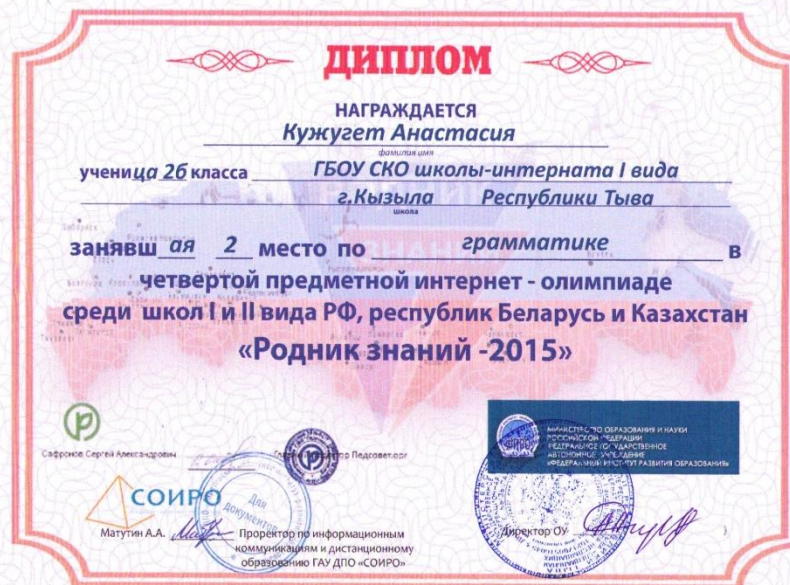 ДИПЛОМ
НАГРАЖДАЕТСЯ
Кужугет Анастасия
фамилия имя
ученица 2б класса ГБОУ СКО школы-интерната I вида
г.Кызыла Республики Тыва
школа
занявшая 2 место по грамматике в
четвертой предметной интернет - олимпиаде
среди школ I и II вида РФ, республик Беларусь и Казахстан
«Родник знаний -2015»
МИНИСТЕРСТВО ОБРАЗОВАНИЯ И НАУКИ
РОССИЙСКОЙ ФЕДЕРАЦИИ
ФЕДЕРАЛЬНОЕ ГОСУДАРСТВЕННОЕ
АВТОНОМНОЕ УЧРЕЖДЕНИЕ
«ФЕДЕРАЛЬНЫЙ ИНСТИТУТ РАЗВИТИЯ ОБРАЗОВАНИЯ»
Сафронов Сергей Александрович Педсовет.орг
СОИРО
Для
документов
Матутин А.А. Проректор по информационным
коммуникациям и дистанционному
образованию ГАУ ДПО «СОИРО»
Директор ОУ